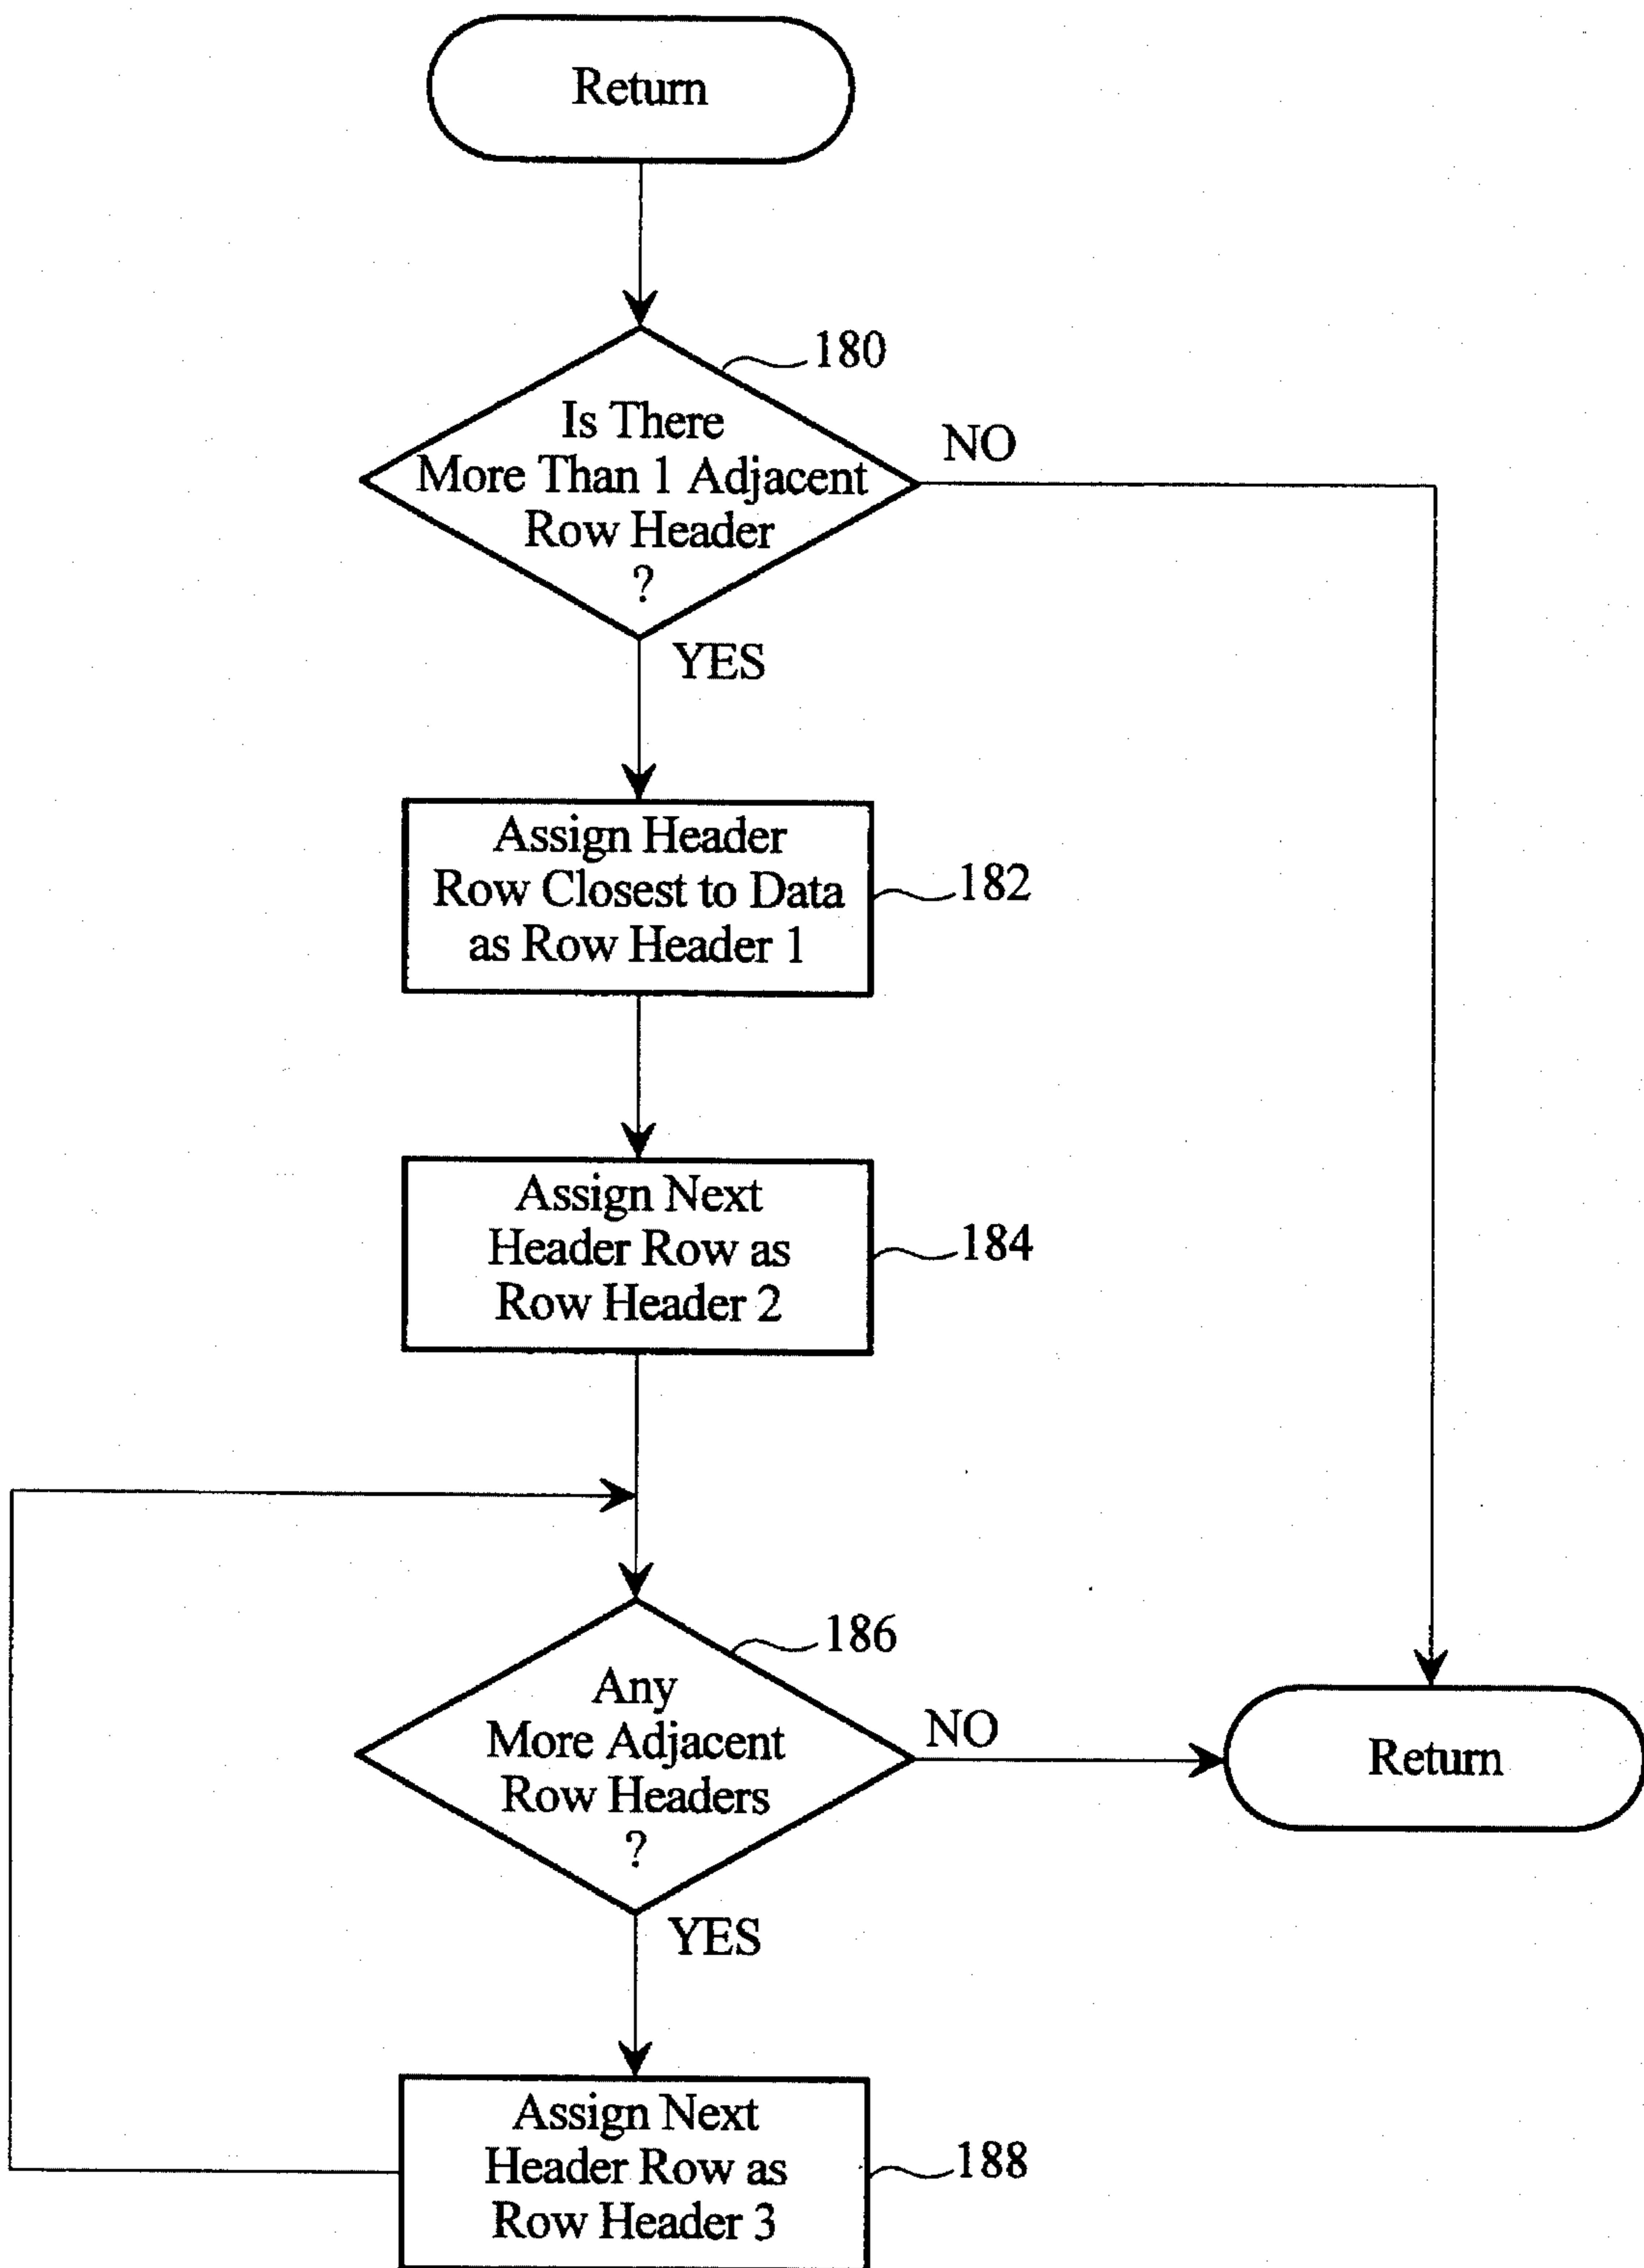 Return
180
Is There
More Than 1 Adjacent
Row Header
?
NO
YES
Assign Header
Row Closest to Data
as Row Header 1
182
Assign Next
Header Row as
Row Header 2
184
186
Any
More Adjacent
Row Headers
?
NO
Return
YES
Assign Next
Header Row as
Row Header 3
188